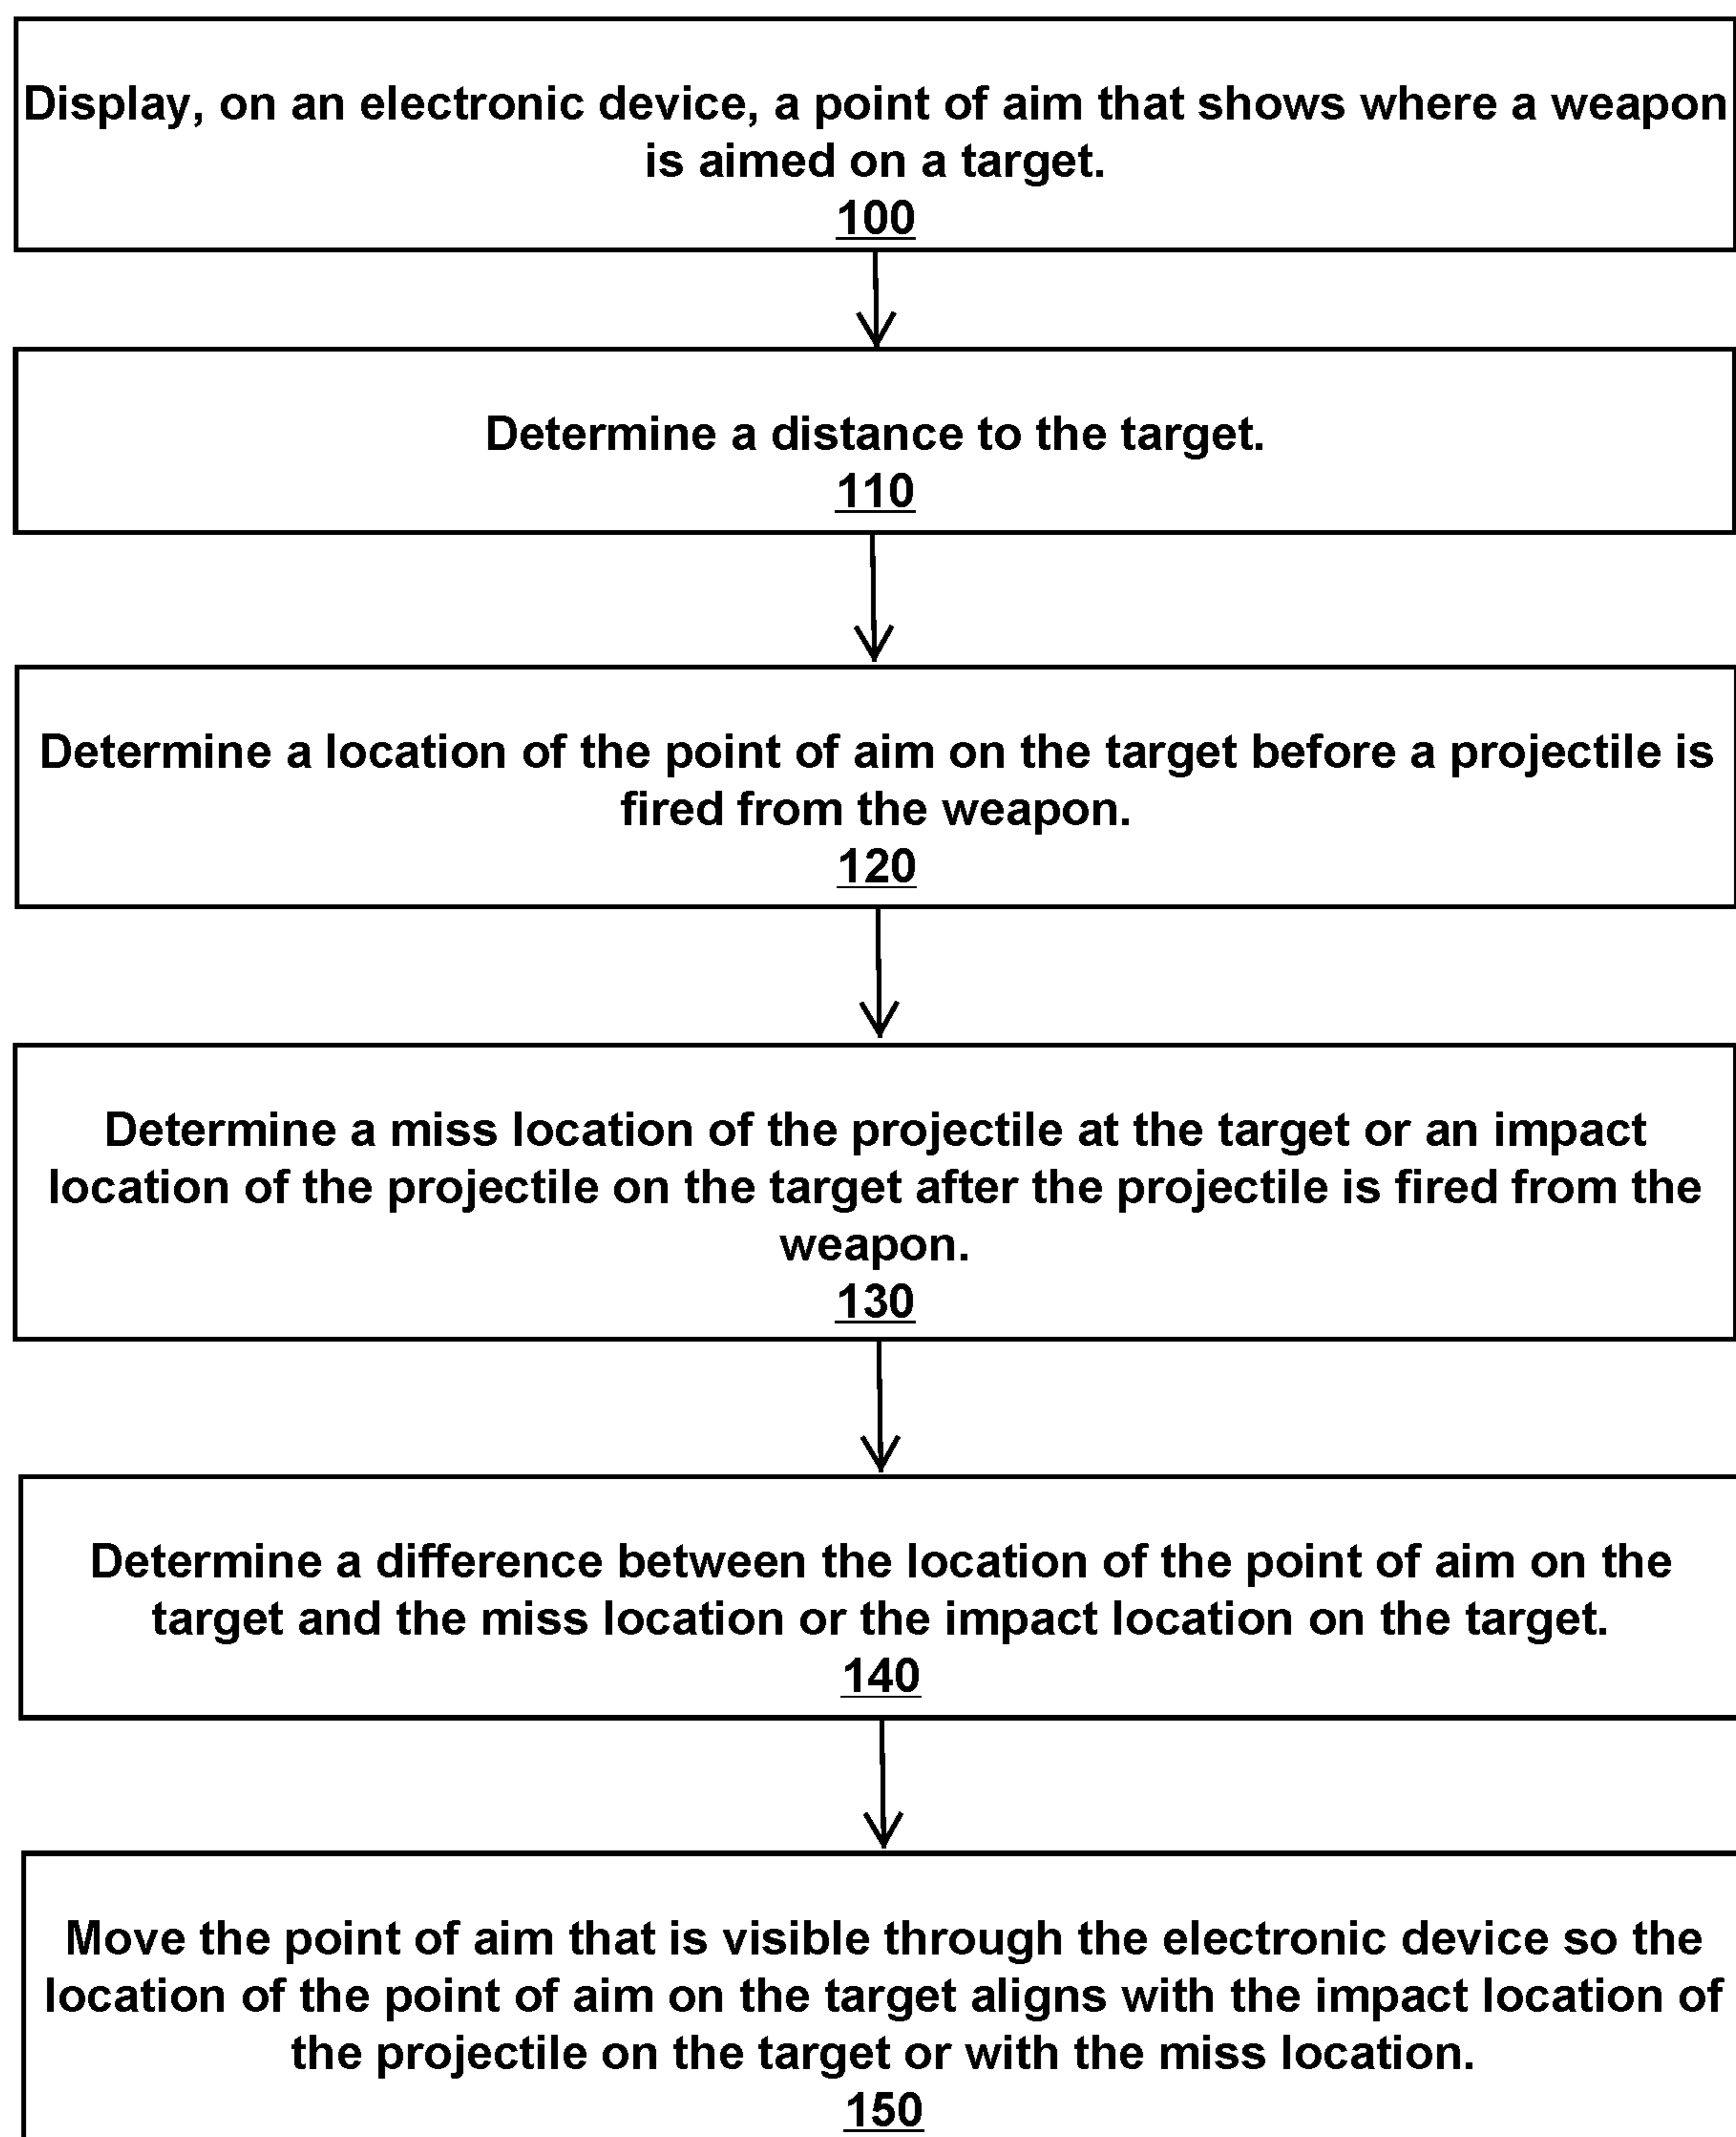 Display, on an electronic device, a point of aim that shows where a weapon
is aimed on a target.
100
Determine a distance to the target.
110
Determine a location of the point of aim on the target before a projectile is
fired from the weapon.
120
Determine a miss location of the projectile at the target or an impact
location of the projectile on the target after the projectile is fired from the
weapon.
130
Determine a difference between the location of the point of aim on the
target and the miss location or the impact location on the target.
140
Move the point of aim that is visible through the electronic device so the
location of the point of aim on the target aligns with the impact location of
the projectile on the target or with the miss location.
150